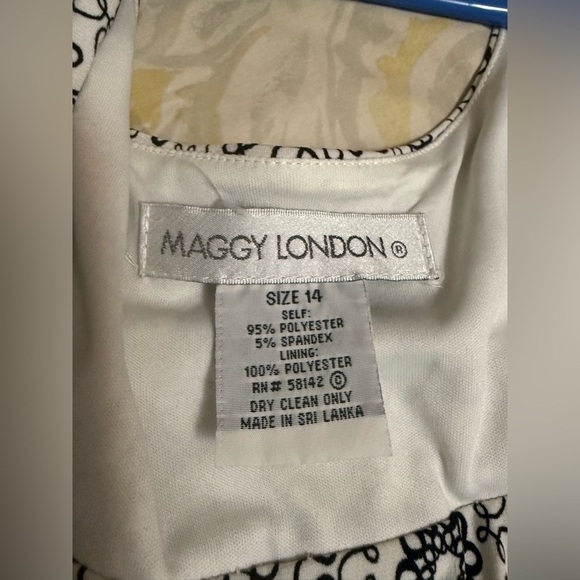 MAGGY LONDON®
SIZE 14
SELF:
95% POLYESTER
5% SPANDEX
LINING:
100% POLYESTER
RN# 58142 ©
DRY CLEAN ONLY
MADE IN SRI LANKA